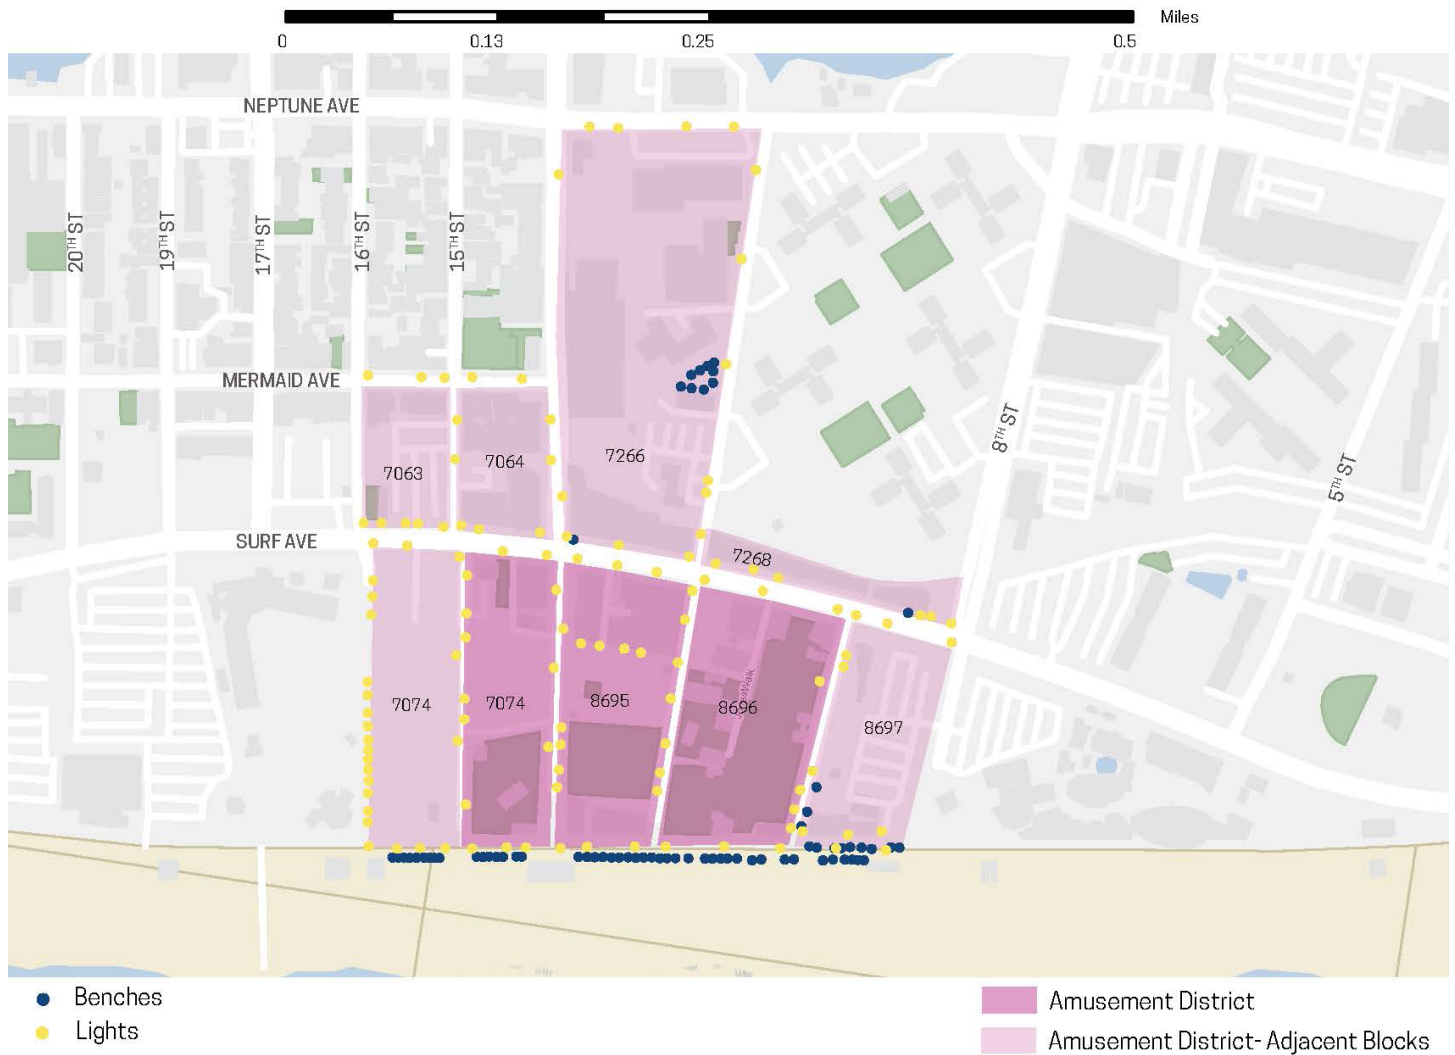 Miles
0 0.13 0.25 0.5
NEPTUNE AVE
20TH ST
19TH ST
17TH ST
16TH ST
15TH ST
MERMAID AVE
8TH ST
5TH ST
7063
7064
7266
SURF AVE
7268
7074
7074
8695
8696
8697
Benches
Lights
Amusement District
Amusement District- Adjacent Blocks